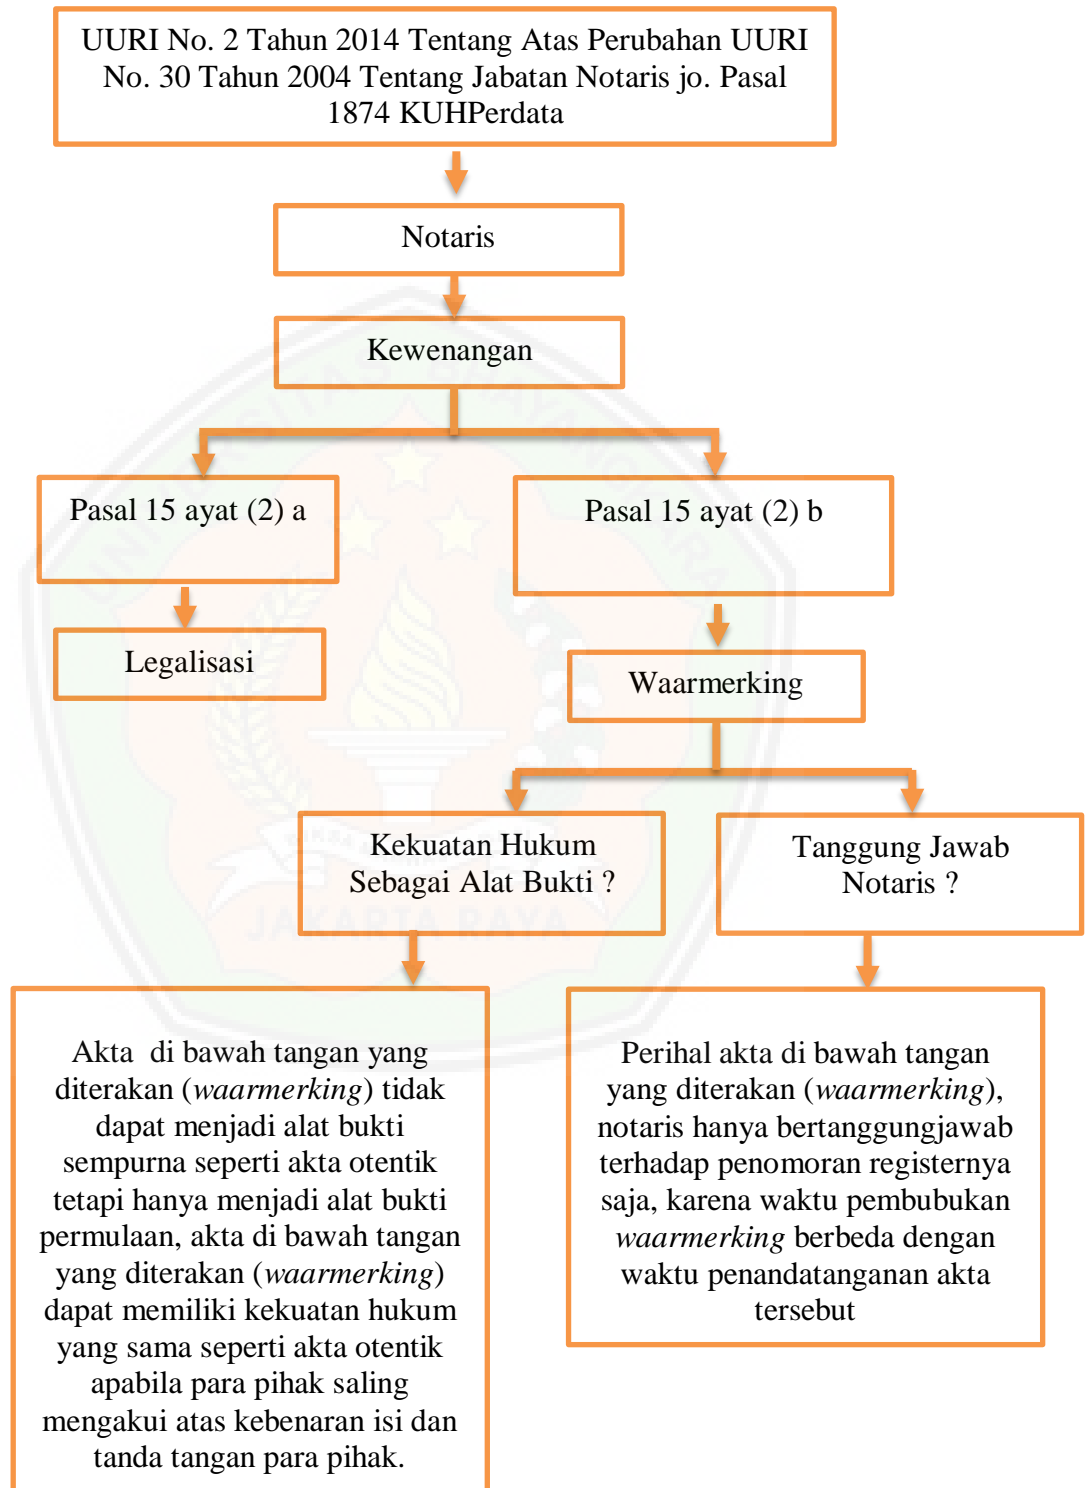 UURI No. 2 Tahun 2014 Tentang Atas Perubahan UURI
No. 30 Tahun 2004 Tentang Jabatan Notaris jo. Pasal
1874 KUHPerdata
Notaris
Kewenangan
Pasal 15 ayat (2) a
Pasal 15 ayat (2) b
Legalisasi
Waarmerking
Kekuatan Hukum
Sebagai Alat Bukti ?
Tanggung Jawab
Notaris ?
Akta di bawah tangan yang
diterakan (waarmerking) tidak
dapat menjadi alat bukti
sempurna seperti akta otentik
tetapi hanya menjadi alat bukti
permulaan, akta di bawah tangan
yang diterakan (waarmerking)
dapat memiliki kekuatan hukum
yang sama seperti akta otentik
apabila para pihak saling
mengakui atas kebenaran isi dan
tanda tangan para pihak.
Perihal akta di bawah tangan
yang diterakan (waarmerking),
notaris hanya bertanggungjawab
terhadap penomoran registernya
saja, karena waktu pembubukan
waarmerking berbeda dengan
waktu penandatanganan akta
tersebut
UNIVERSITAS BHAYANGKARA
JAKARTA RAYA